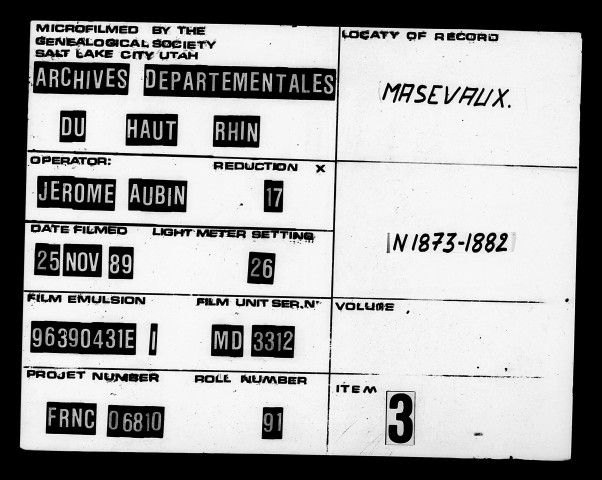 MICROFILMED BY THE
GENEALOGICAL SOCIETY
SALT LAKE CITY UTAH
ARCHIVES DEPARTEMENTALES
DU HAUT RHIN
LOCATY OF RECORD
MASEVAUX.
OPERATOR: REDUCTION X
JEROME AUBIN 17
N 1873-1882
DATE FILMED LIGHT METER SETTING
25 NOV 89 26
FILM EMULSION FILM UNIT SER.N°
96390431E 1 MD 3312
VOLUME
PROJET NUMBER ROLL NUMBER
FRNC 06810 91
ITEM 3